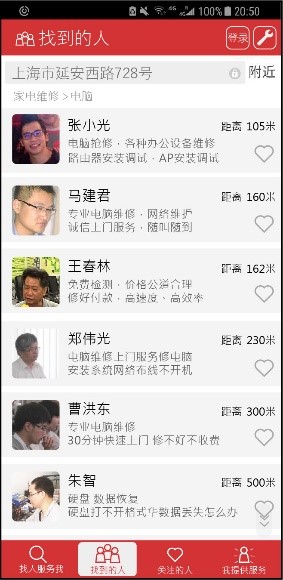 100% 20:50
找到的人
登录
上海市延安西路728号
附近
家电维修 > 电脑
张小光
距离 105米
电脑抢修，各种办公设备维修
路由器安装调试，AP安装调试
马建君
距离 160米
专业电脑维修，网络维护
诚信上门服务，随叫随到
王春林
距离 162米
免费检测，价格公道合理
修好付款，高速度、高效率
郑伟光
距离 230米
电脑维修上门服务修电脑
安装系统网络布线不开机
曹洪东
距离 300米
专业电脑维修
30分钟快速上门 修不好不收费
朱智
距离 500米
硬盘 数据恢复
硬盘打不开格式华数据丢失怎么办
找人服务我
找到的人
关注的人
我提供服务